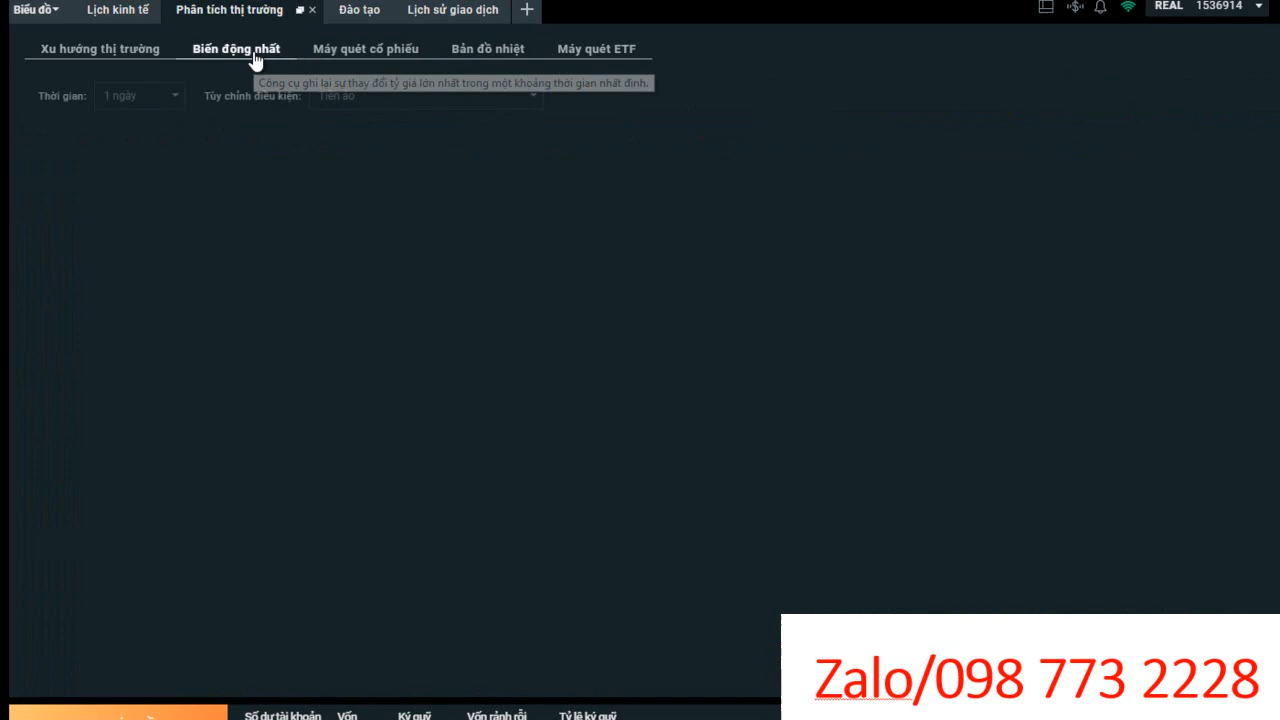 Biểu đồ Lịch kinh tế Phân tích thị trường Đào tạo Lịch sử giao dịch REAL 1536914
Xu hướng thị trường Biến động nhất Máy quét cổ phiếu Bản đồ nhiệt Máy quét ETF
Công cụ ghi lại sự thay đổi tỷ giá lớn nhất trong một khoảng thời gian nhất định.
Thời gian: 1 ngày Tùy chỉnh điều kiện: Tiền ảo
Zalo/098 773 2228
Số dư tài khoản Vốn Ký quỹ Vốn rảnh rỗi Tỷ lệ ký quỹ